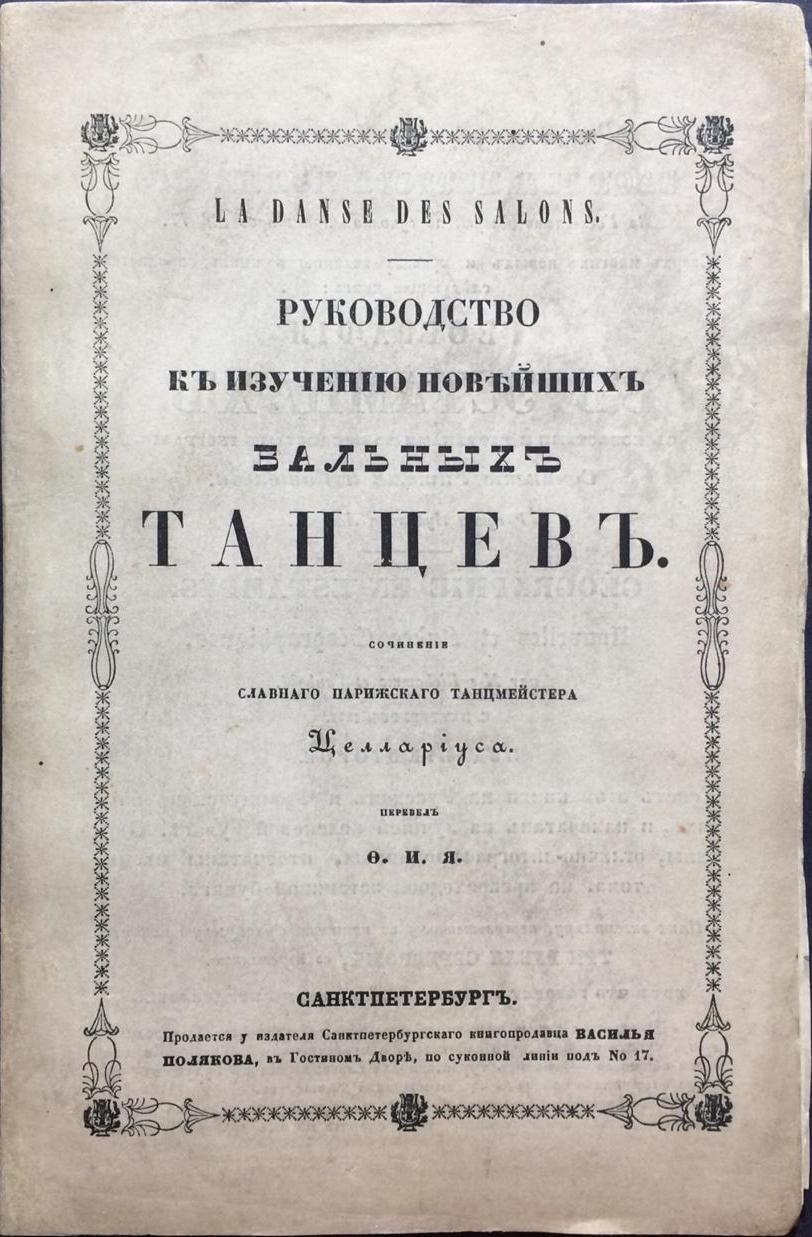 LA DANSE DES SALONS.
РУКОВОДСТВО
КЪ ИЗУЧЕНІЮ НОВѢЙШИХЪ
БАЛЬНЫХЪ
ТАНЦЕВЪ.
СОЧИНЕНІЕ
СЛАВНАГО ПАРИЖСКАГО ТАНЦМЕЙСТЕРА
Целларіуса.
ПЕРЕВЕЛЪ
Ѳ. И. Я.
САНКТПЕТЕРБУРГЪ.
Продается у издателя Санктпетербургскаго книгопродавца ВАСИЛЬЯ
ПОЛЯКОВА, въ Гостиномъ Дворѣ, по суконной линіи подъ No 17.